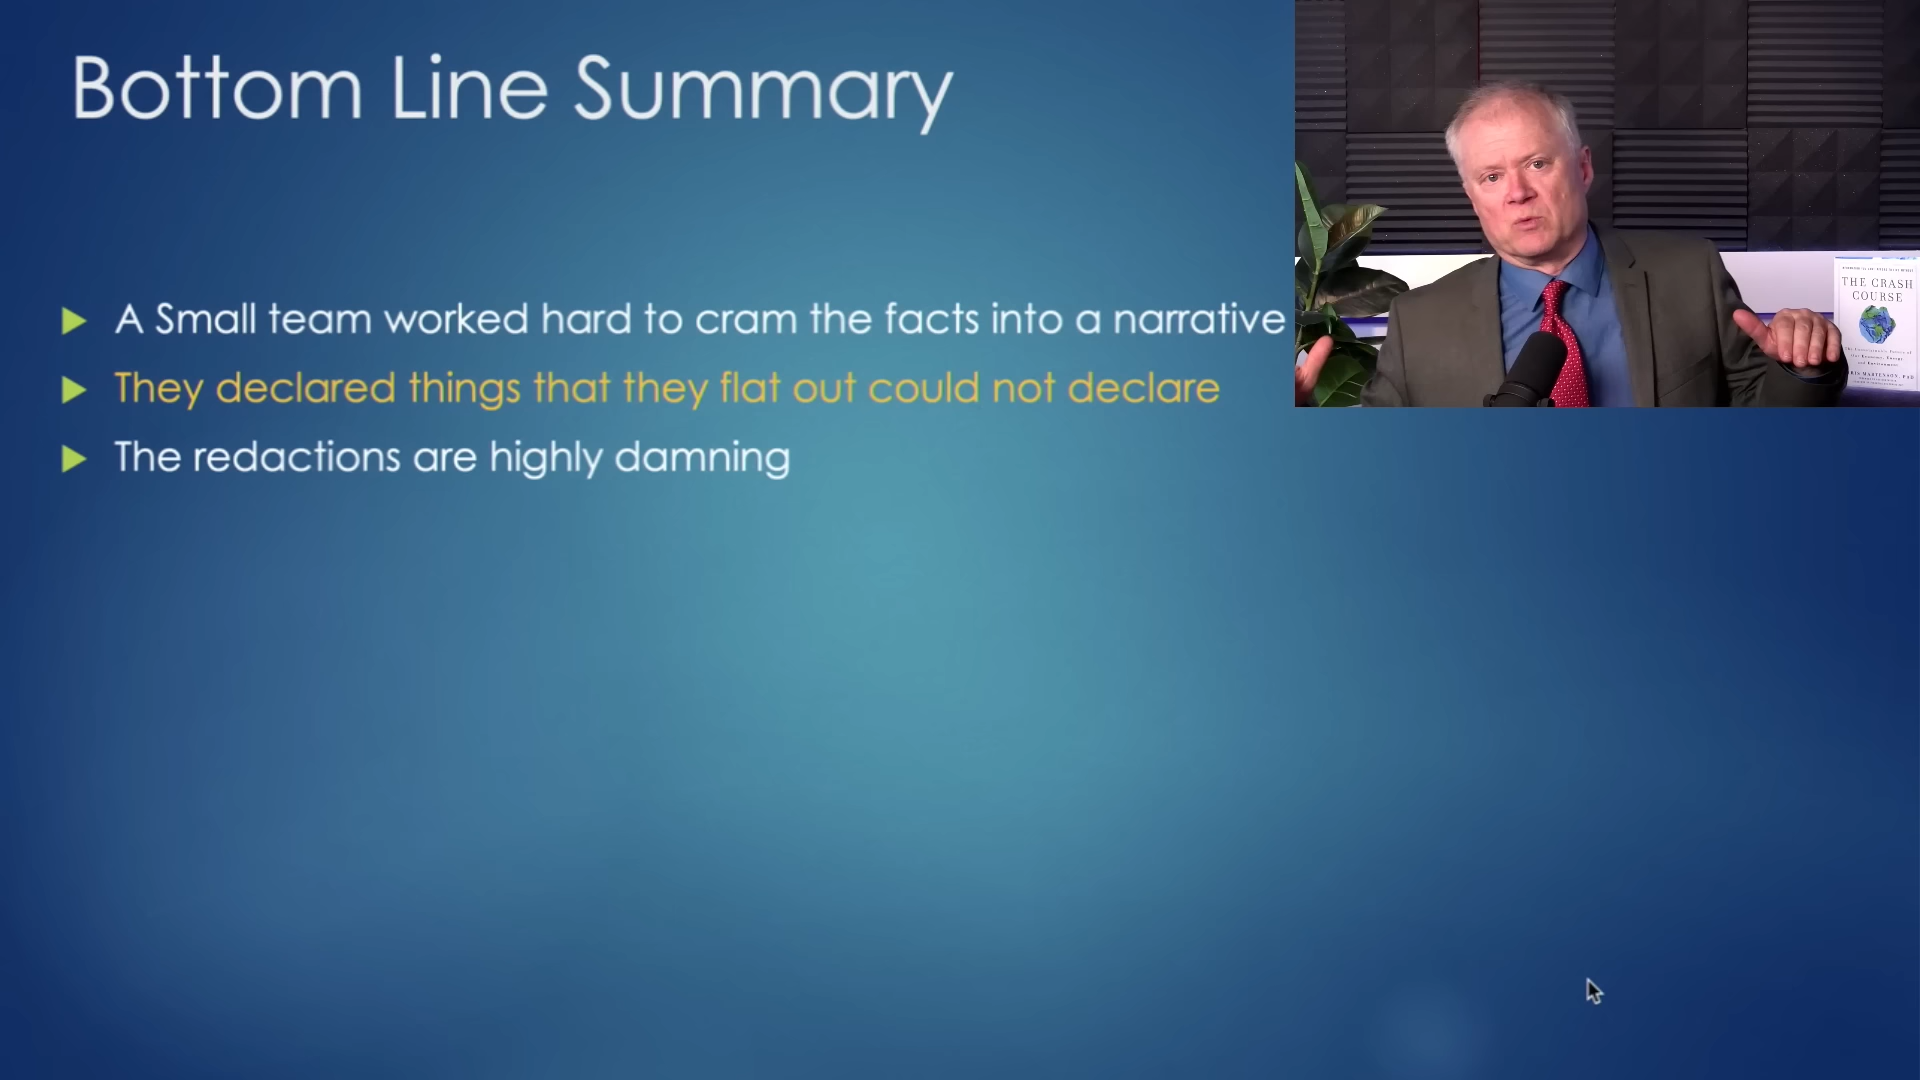 Bottom Line Summary
A Small team worked hard to cram the facts into a narrative
They declared things that they flat out could not declare
The redactions are highly damning
THE CRASH
COURSE